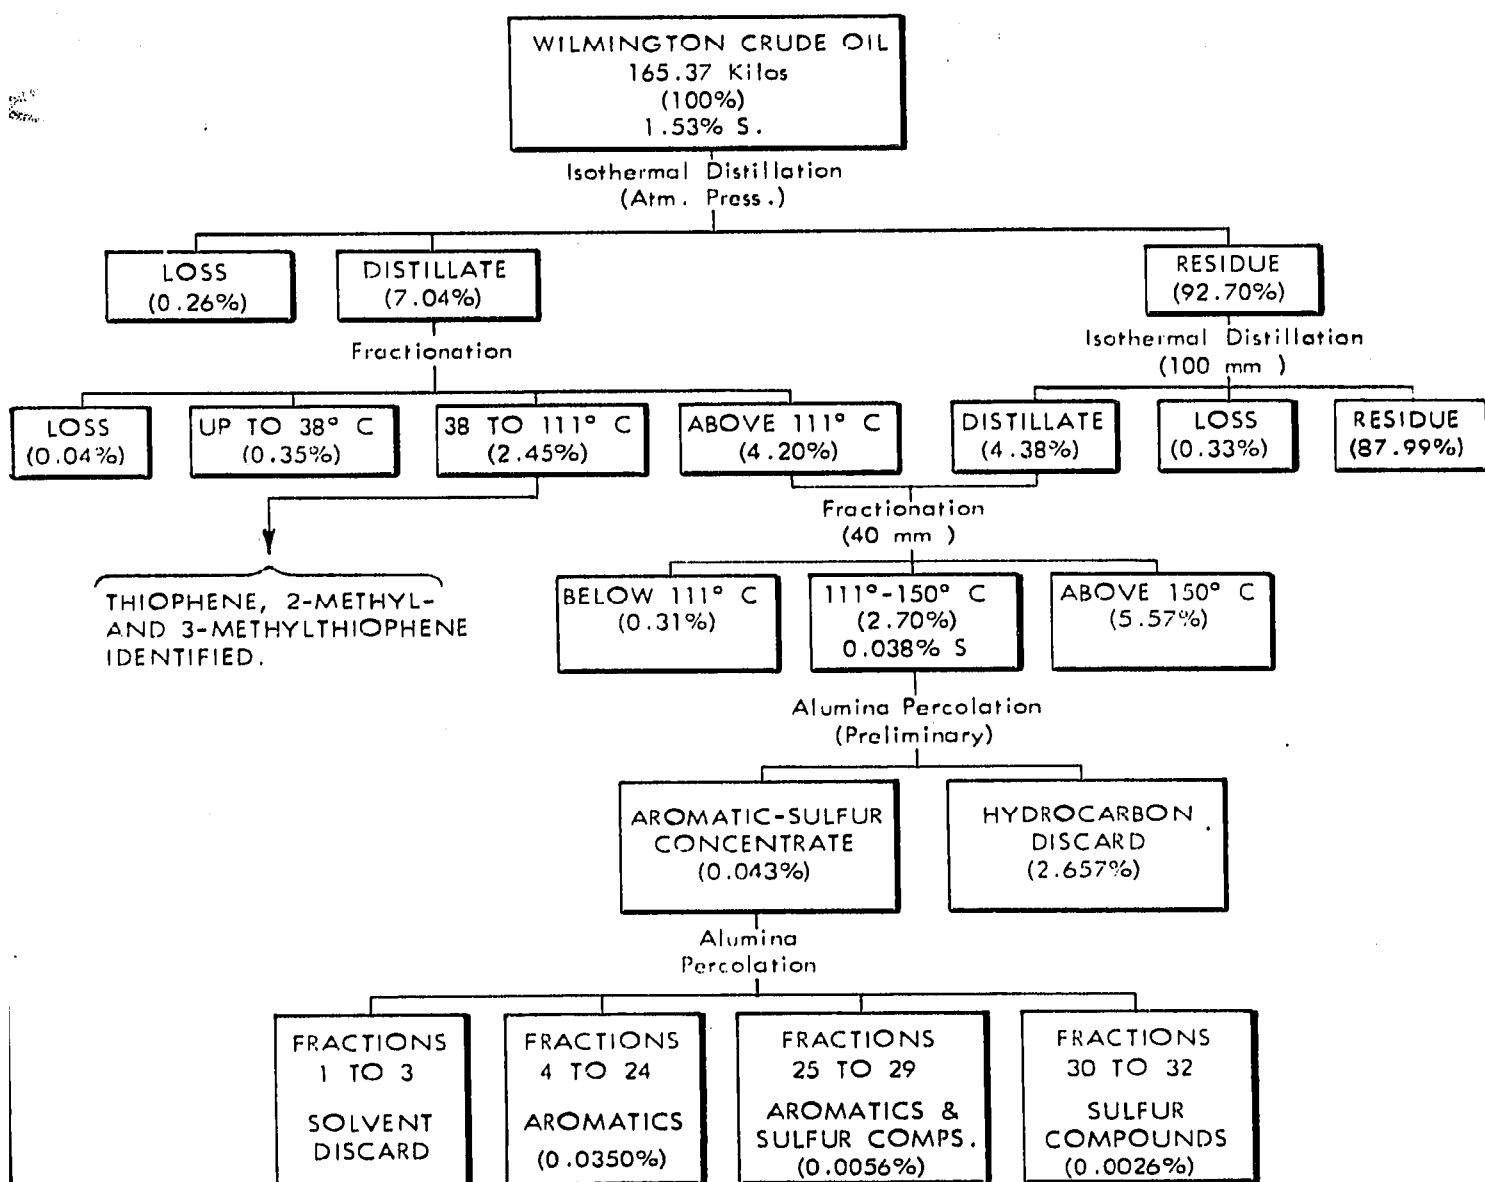 WILMINGTON CRUDE OIL
165.37 Kilos
(100%)
1.53% S.
Isothermal Distillation
(Atm. Press.)
LOSS
(0.26%)
DISTILLATE
(7.04%)
RESIDUE
(92.70%)
Fractionation
Isothermal Distillation
(100 mm )
LOSS
(0.04%)
UP TO 38° C
(0.35%)
38 TO 111° C
(2.45%)
ABOVE 111° C
(4.20%)
DISTILLATE
(4.38%)
LOSS
(0.33%)
RESIDUE
(87.99%)
Fractionation
(40 mm )
THIOPHENE, 2-METHYL-
AND 3-METHYLTHIOPHENE
IDENTIFIED.
BELOW 111° C
(0.31%)
111°-150° C
(2.70%)
0.038% S
ABOVE 150° C
(5.57%)
Alumina Percolation
(Preliminary)
AROMATIC-SULFUR
CONCENTRATE
(0.043%)
HYDROCARBON
DISCARD
(2.657%)
Alumina
Percolation
FRACTIONS
1 TO 3
SOLVENT
DISCARD
FRACTIONS
4 TO 24
AROMATICS
(0.0350%)
FRACTIONS
25 TO 29
AROMATICS &
SULFUR COMPS.
(0.0056%)
FRACTIONS
30 TO 32
SULFUR
COMPOUNDS
(0.0026%)